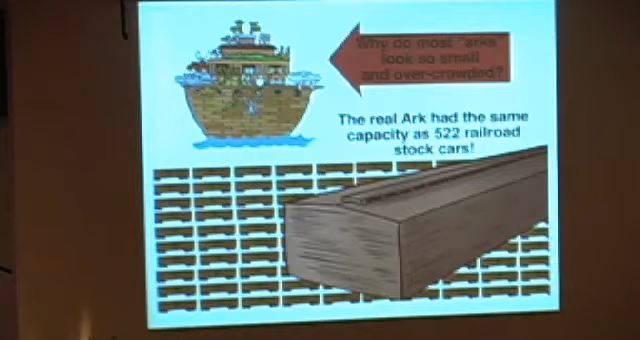 Why do most "arks"
look so small
and over-crowded?
The real Ark had the same
capacity as 522 railroad
stock cars!